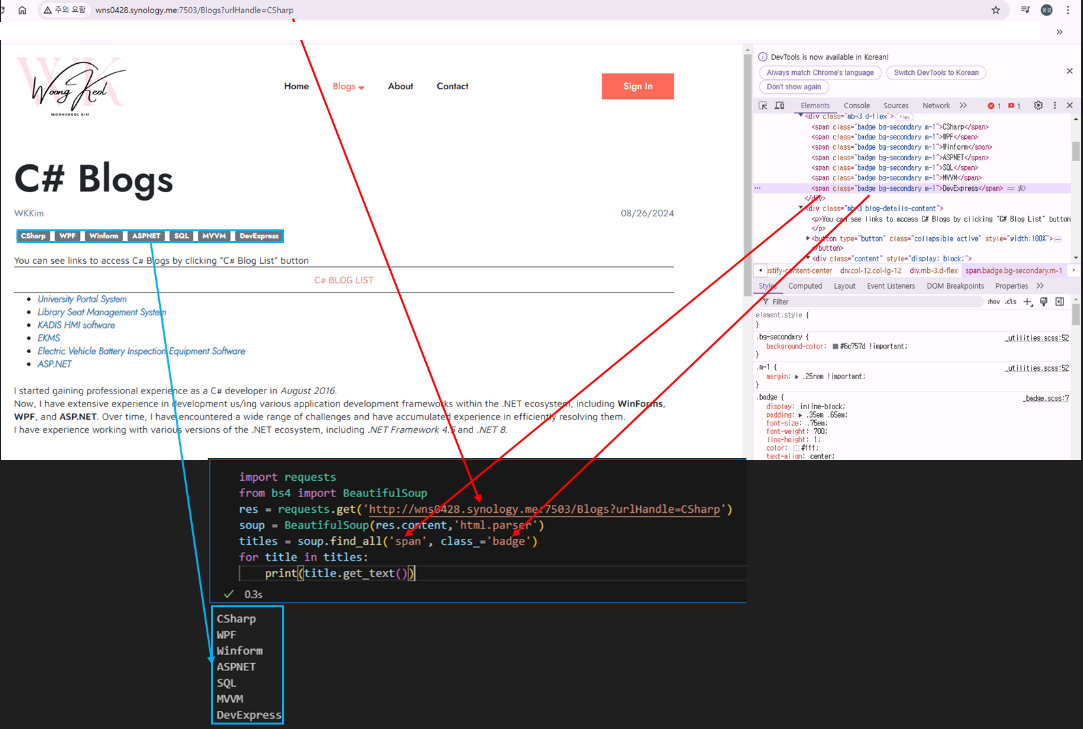 주의 요함 wns0428.synology.me:7503/Blogs?urlHandle=CSharp
WK
Woong Keol
WOONGKEOL KIM
Home Blogs About Contact
Sign In
C# Blogs
WKKim 08/26/2024
CSharp WPF Winform ASPNET SQL MVVM DevExpress
You can see links to access C# Blogs by clicking "C# Blog List" button
C# BLOG LIST
University Portal System
Library Seat Management System
KADIS HMI software
EKMS
Electric Vehicle Battery Inspection Equipment Software
ASP.NET
I started gaining professional experience as a C# developer in August 2016.
Now, I have extensive experience in development us/ing various application development frameworks within the .NET ecosystem, including WinForms,
WPF, and ASP.NET. Over time, I have encountered a wide range of challenges and have accumulated experience in efficiently resolving them.
I have experience working with various versions of the .NET ecosystem, including .NET Framework 4.5 and .NET 8.
DevTools is now available in Korean!
Always match Chrome's language Switch DevTools to Korean
Don't show again
Elements Console Sources Network 1 1
<div class="mb-3 d-flex"> flex
<span class="badge bg-secondary m-1">CSharp</span>
<span class="badge bg-secondary m-1">WPF</span>
<span class="badge bg-secondary m-1">Winform</span>
<span class="badge bg-secondary m-1">ASPNET</span>
<span class="badge bg-secondary m-1">SQL</span>
<span class="badge bg-secondary m-1">MVVM</span>
<span class="badge bg-secondary m-1">DevExpress</span> == $0
</div>
<div class="mb-3 blog-details-content">
<p>You can see links to access C# Blogs by clicking "C# Blog List" button
</p>
<button type="button" class="collapsible active" style="width:100%">
</button>
<div class="content" style="display: block;">
ustify-content-center div.col-12.col-lg-12 div.mb-3.d-flex span.badge.bg-secondary.m-1
Styles Computed Layout Event Listeners DOM Breakpoints Properties
Filter :hov .cls
element.style {
}
.bg-secondary { _utilities.scss:52
background-color: #6c757d !important;
}
.m-1 { _utilities.scss:52
margin: .25rem !important;
}
.badge { _badge.scss:7
display: inline-block;
padding: .35em .65em;
font-size: .75em;
font-weight: 700;
line-height: 1;
color: #fff;
text-align: center;
import requests
from bs4 import BeautifulSoup
res = requests.get('http://wns0428.synology.me:7503/Blogs?urlHandle=CSharp')
soup = BeautifulSoup(res.content,'html.parser')
titles = soup.find_all('span', class_='badge')
for title in titles:
print(title.get_text())
0.3s
CSharp
WPF
Winform
ASPNET
SQL
MVVM
DevExpress